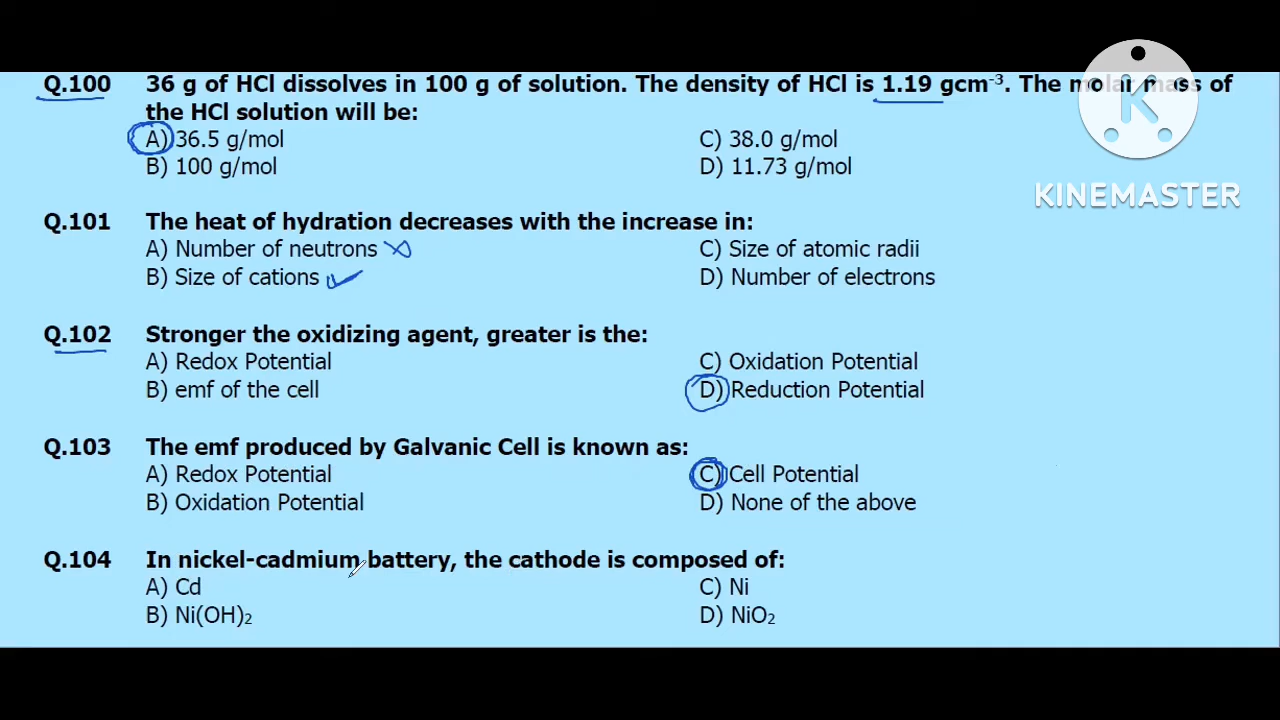 Q.100 36 g of HCl dissolves in 100 g of solution. The density of HCl is 1.19 gcm⁻³. The molar mass of
the HCl solution will be:
A) 36.5 g/mol C) 38.0 g/mol
B) 100 g/mol D) 11.73 g/mol
KINEMASTER
Q.101 The heat of hydration decreases with the increase in:
A) Number of neutrons C) Size of atomic radii
B) Size of cations D) Number of electrons
Q.102 Stronger the oxidizing agent, greater is the:
A) Redox Potential C) Oxidation Potential
B) emf of the cell D) Reduction Potential
Q.103 The emf produced by Galvanic Cell is known as:
A) Redox Potential C) Cell Potential
B) Oxidation Potential D) None of the above
Q.104 In nickel-cadmium battery, the cathode is composed of:
A) Cd C) Ni
B) Ni(OH)₂ D) NiO₂